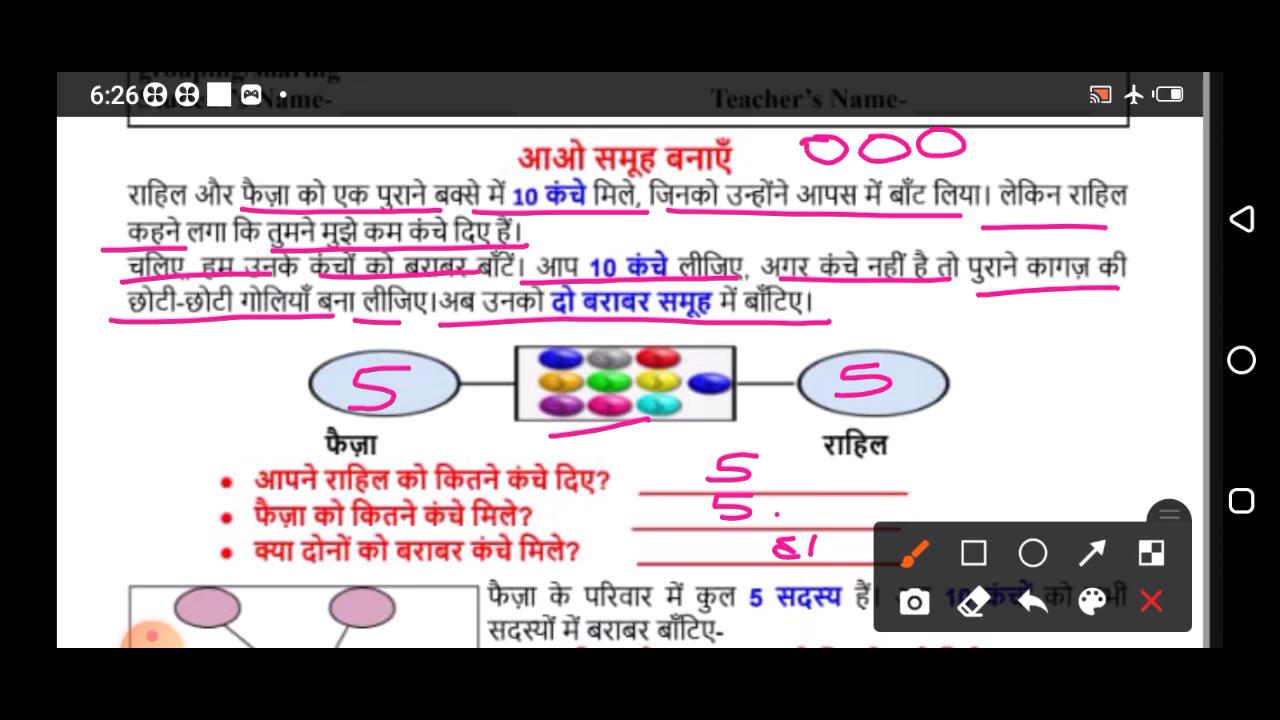 6:26
Name-
Teacher's Name-
आओ समूह बनाएँ
राहिल और फैज़ा को एक पुराने बक्से में 10 कंचे मिले, जिनको उन्होंने आपस में बाँट लिया। लेकिन राहिल
कहने लगा कि तुमने मुझे कम कंचे दिए हैं।
चलिए, हम उनके कंचों को बराबर बाँटें। आप 10 कंचे लीजिए, अगर कंचे नहीं है तो पुराने कागज़ की
छोटी-छोटी गोलियाँ बना लीजिए।अब उनको दो बराबर समूह में बाँटिए।
5 5
फैज़ा राहिल
आपने राहिल को कितने कंचे दिए? 5
फैज़ा को कितने कंचे मिले? 5
क्या दोनों को बराबर कंचे मिले?
फैज़ा के परिवार में कुल 5 सदस्य हैं। 10 कंचों को
सदस्यों में बराबर बाँटिए-